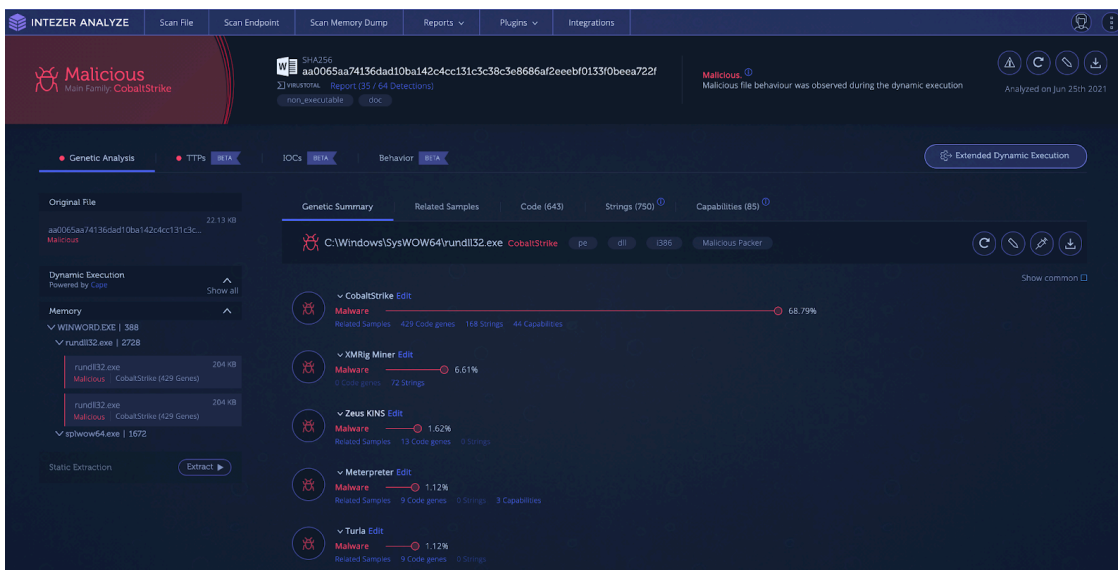 INTEZER ANALYZE
Scan File
Scan Endpoint
Scan Memory Dump
Reports
Plugins
Integrations
Malicious
Main Family: CobaltStrike
SHA256
aa0065aa74136dad10ba142c4cc131c3c38c3e8686af2eeebf0133f0beea722f
VIRUSTOTAL Report (35 / 64 Detections)
non_executable doc
Malicious.
Malicious file behaviour was observed during the dynamic execution
Analyzed on Jun 25th 2021
Genetic Analysis
TTPs BETA
IOCs BETA
Behavior BETA
Extended Dynamic Execution
Original File
22.13 KB
aa0065aa74136dad10ba142c4cc131c3c...
Malicious
Dynamic Execution
Powered by Cape
Show all
Memory
WINWORD.EXE | 388
rundll32.exe | 2728
rundll32.exe 204 KB
Malicious CobaltStrike (429 Genes)
rundll32.exe 204 KB
Malicious CobaltStrike (429 Genes)
splwow64.exe | 1672
Static Extraction Extract
Genetic Summary
Related Samples
Code (643)
Strings (750)
Capabilities (85)
C:\Windows\SysWOW64\rundll32.exe CobaltStrike pe dll i386 Malicious Packer
Show common
CobaltStrike Edit
Malware 68.79%
Related Samples 429 Code genes 168 Strings 44 Capabilities
XMRig Miner Edit
Malware 6.61%
0 Code genes 72 Strings
Zeus KINS Edit
Malware 1.62%
Related Samples 13 Code genes 0 Strings
Meterpreter Edit
Malware 1.12%
Related Samples 9 Code genes 0 Strings 3 Capabilities
Turla Edit
Malware 1.12%
Related Samples 9 Code genes 0 Strings